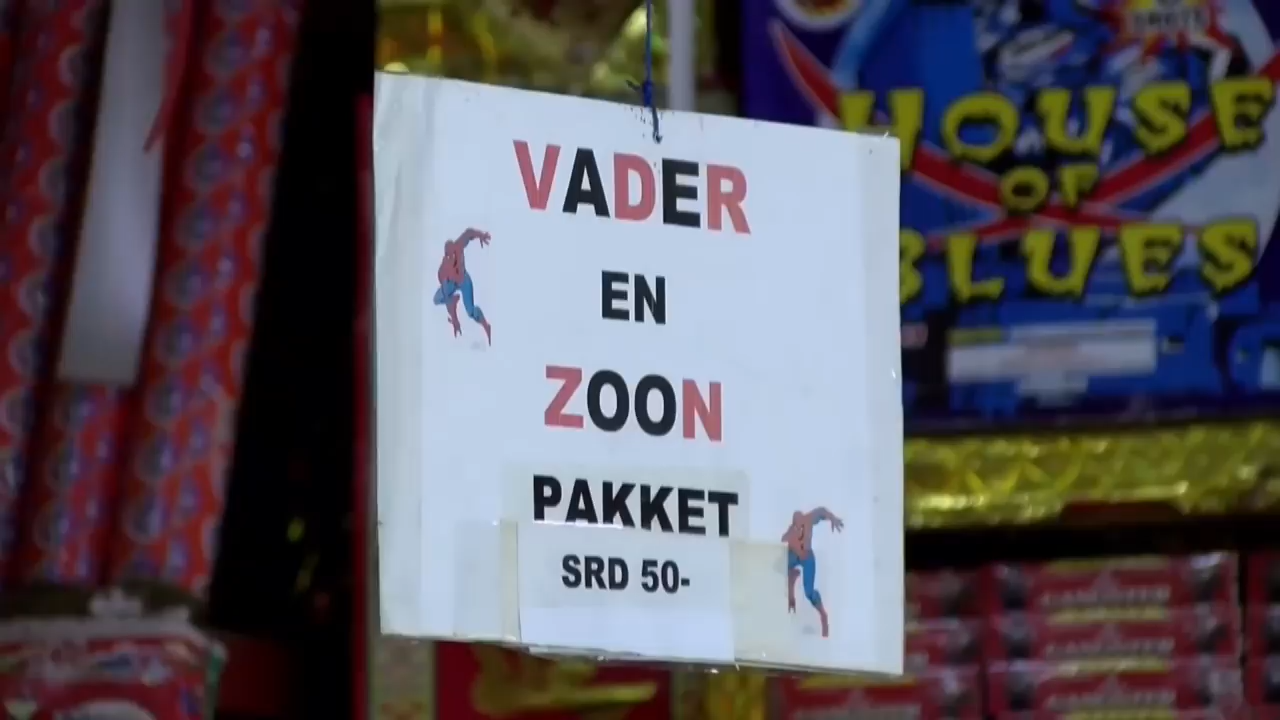 VADER
EN
ZOON
PAKKET
SRD 50-
HOUSE
OF
BLUES